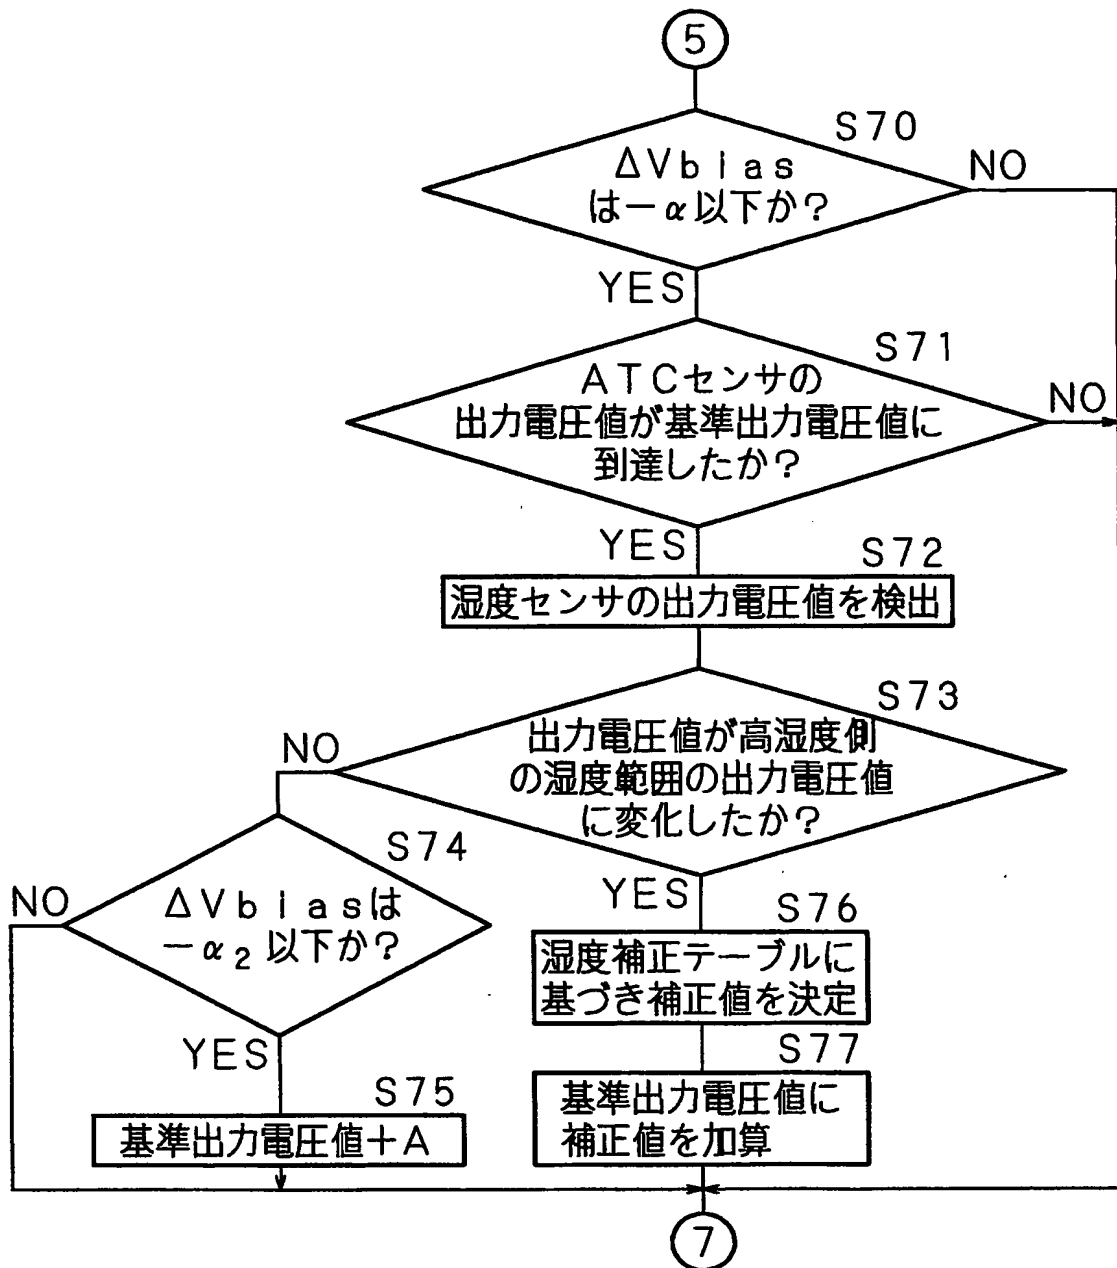 5
S70
ΔVbias
は-α以下か?
NO
YES
S71
ATCセンサの
出力電圧値が基準出力電圧値に
到達したか?
NO
YES
S72
湿度センサの出力電圧値を検出
S73
出力電圧値が高湿度側
の湿度範囲の出力電圧値
に変化したか?
NO
YES
S74
ΔVbiasは
-α₂以下か?
NO
YES
S75
基準出力電圧値+A
S76
湿度補正テーブルに
基づき補正値を決定
S77
基準出力電圧値に
補正値を加算
7